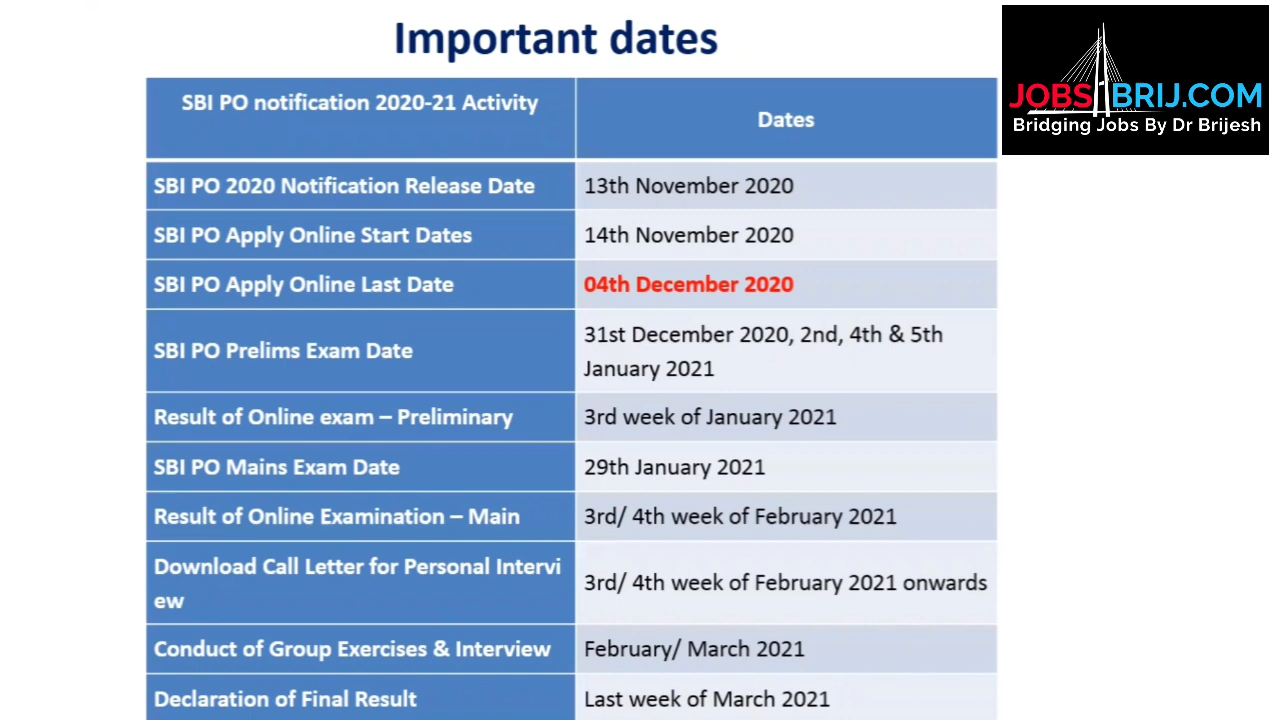 Important dates
JOBS BRIJ.COM
Bridging Jobs By Dr Brijesh
SBI PO notification 2020-21 Activity
Dates
SBI PO 2020 Notification Release Date
13th November 2020
SBI PO Apply Online Start Dates
14th November 2020
SBI PO Apply Online Last Date
04th December 2020
SBI PO Prelims Exam Date
31st December 2020, 2nd, 4th & 5th
January 2021
Result of Online exam – Preliminary
3rd week of January 2021
SBI PO Mains Exam Date
29th January 2021
Result of Online Examination – Main
3rd/ 4th week of February 2021
Download Call Letter for Personal Intervi
ew
3rd/ 4th week of February 2021 onwards
Conduct of Group Exercises & Interview
February/ March 2021
Declaration of Final Result
Last week of March 2021